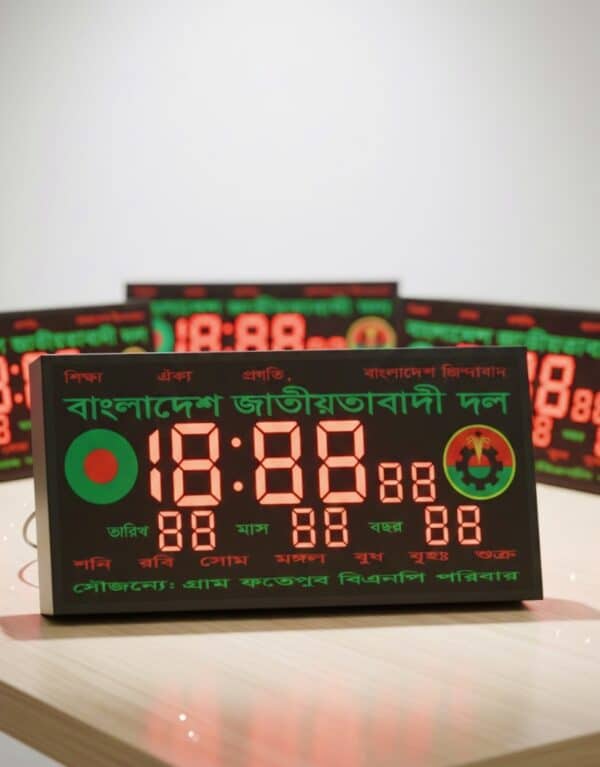 শিক্ষা ঐক্য প্রগতি, বাংলাদেশ জিন্দাবাদ
বাংলাদেশ জাতীয়তাবাদী দল
18:88 88
তারিখ 88 মাস 88 বছর 88
শনি রবি সোম মঙ্গল বুধ বৃহঃ শুক্র
সৌজন্যে: গ্রাম ফতেপুব বিএনপি পরিবার